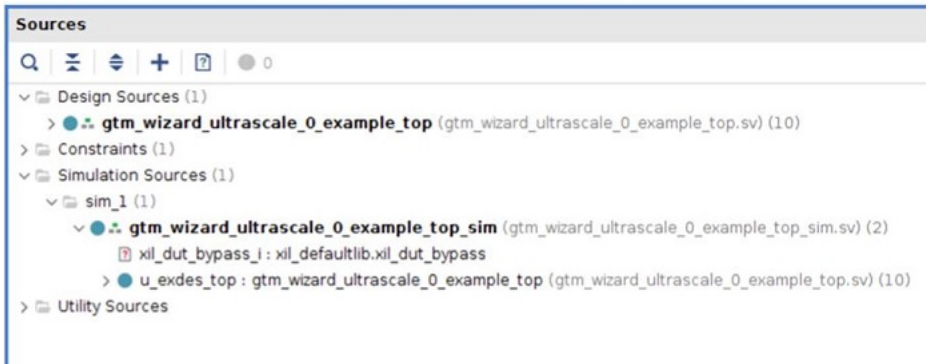 Sources
0
Design Sources (1)
gtm_wizard_ultrascale_0_example_top (gtm_wizard_ultrascale_0_example_top.sv) (10)
Constraints (1)
Simulation Sources (1)
sim_1 (1)
gtm_wizard_ultrascale_0_example_top_sim (gtm_wizard_ultrascale_0_example_top_sim.sv) (2)
xil_dut_bypass_i : xil_defaultlib.xil_dut_bypass
u_exdes_top : gtm_wizard_ultrascale_0_example_top (gtm_wizard_ultrascale_0_example_top.sv) (10)
Utility Sources